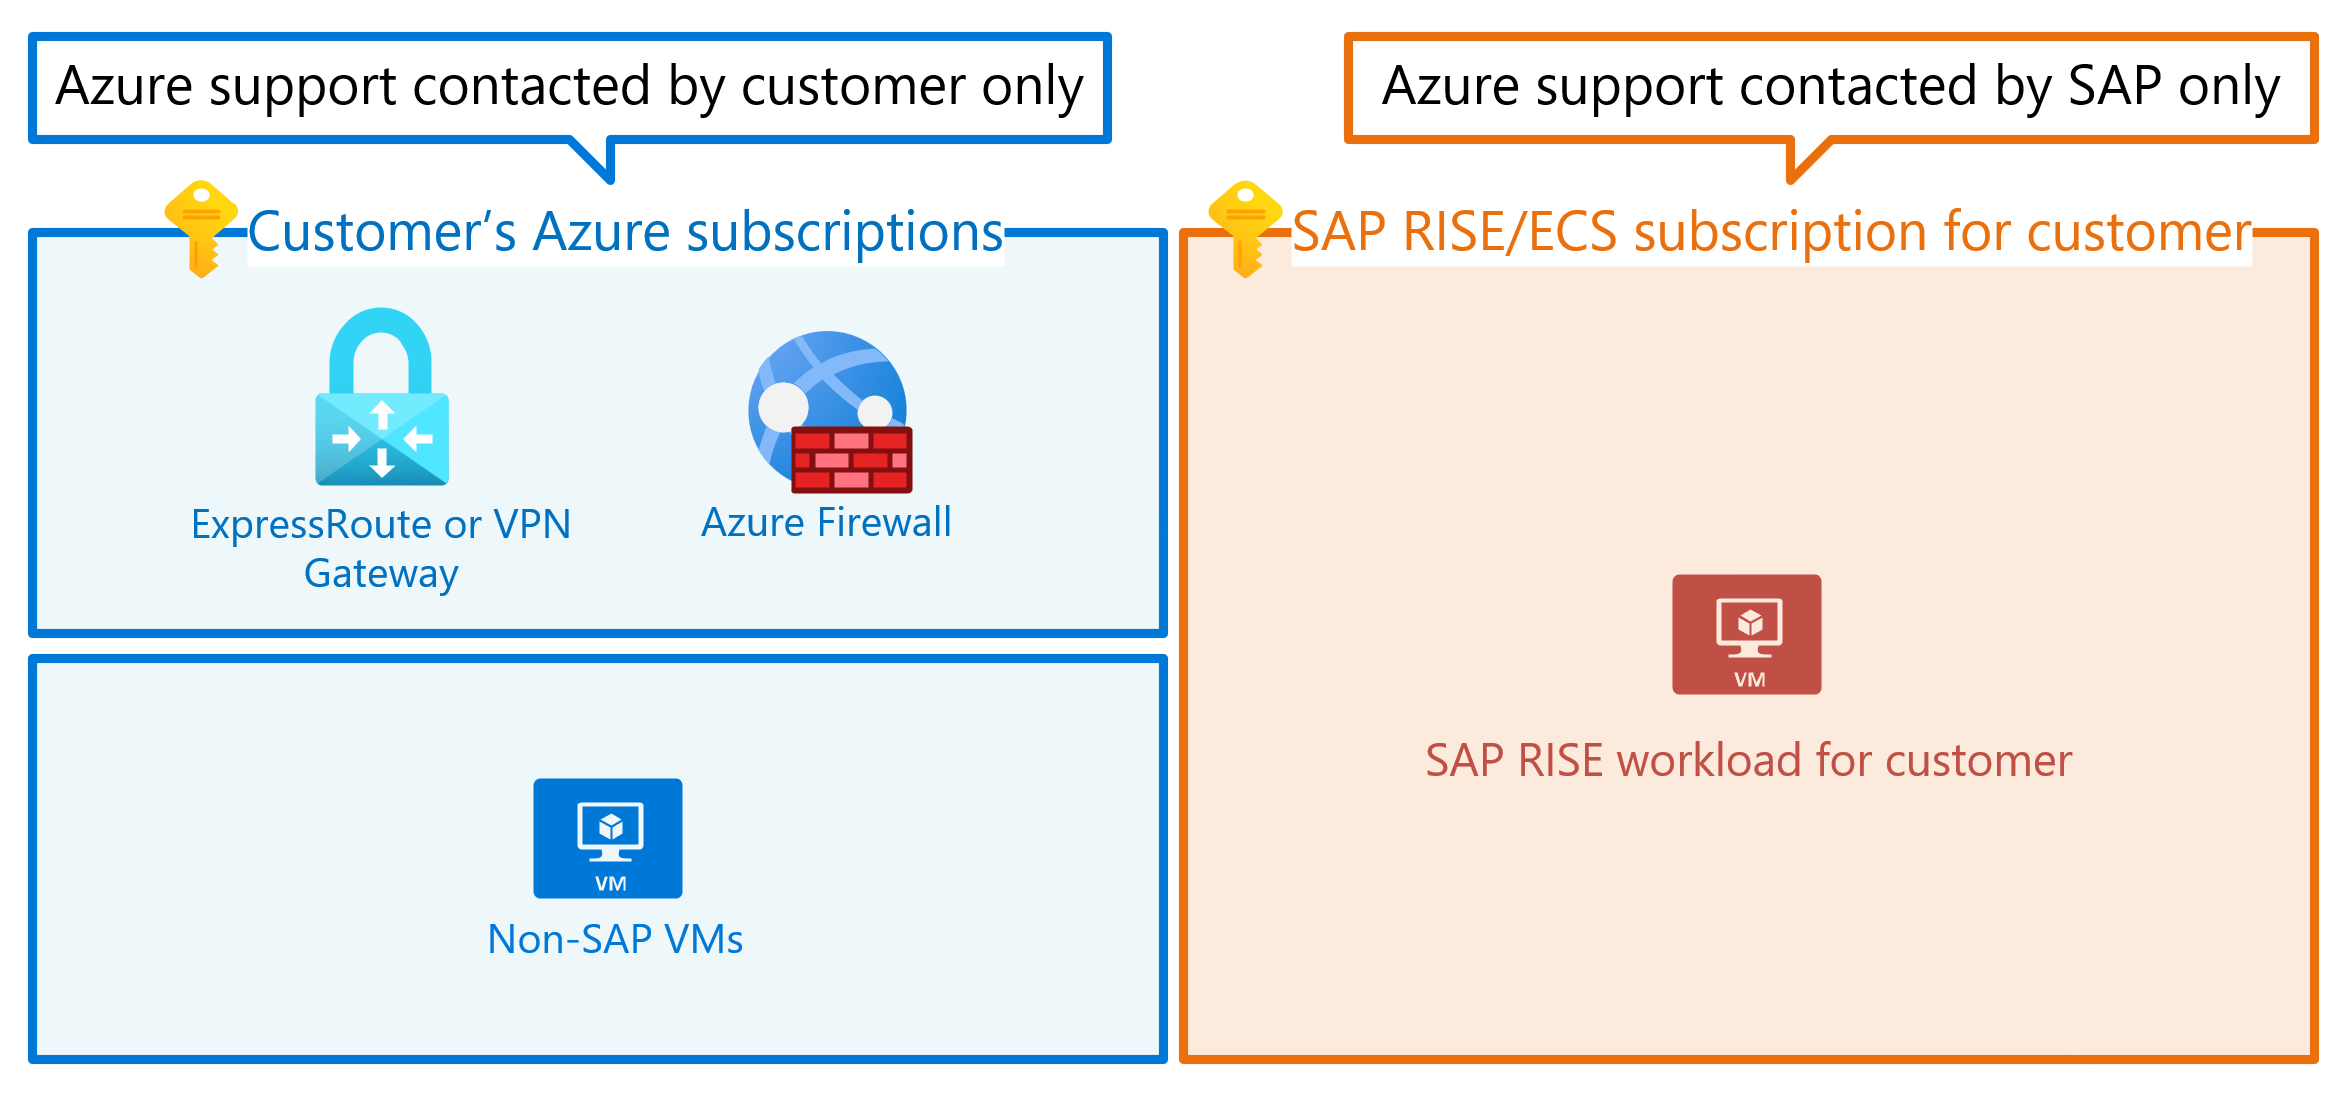 Azure support contacted by customer only
Azure support contacted by SAP only
Customer’s Azure subscriptions
SAP RISE/ECS subscription for customer
ExpressRoute or VPN
Gateway
Azure Firewall
VM
SAP RISE workload for customer
VM
Non-SAP VMs